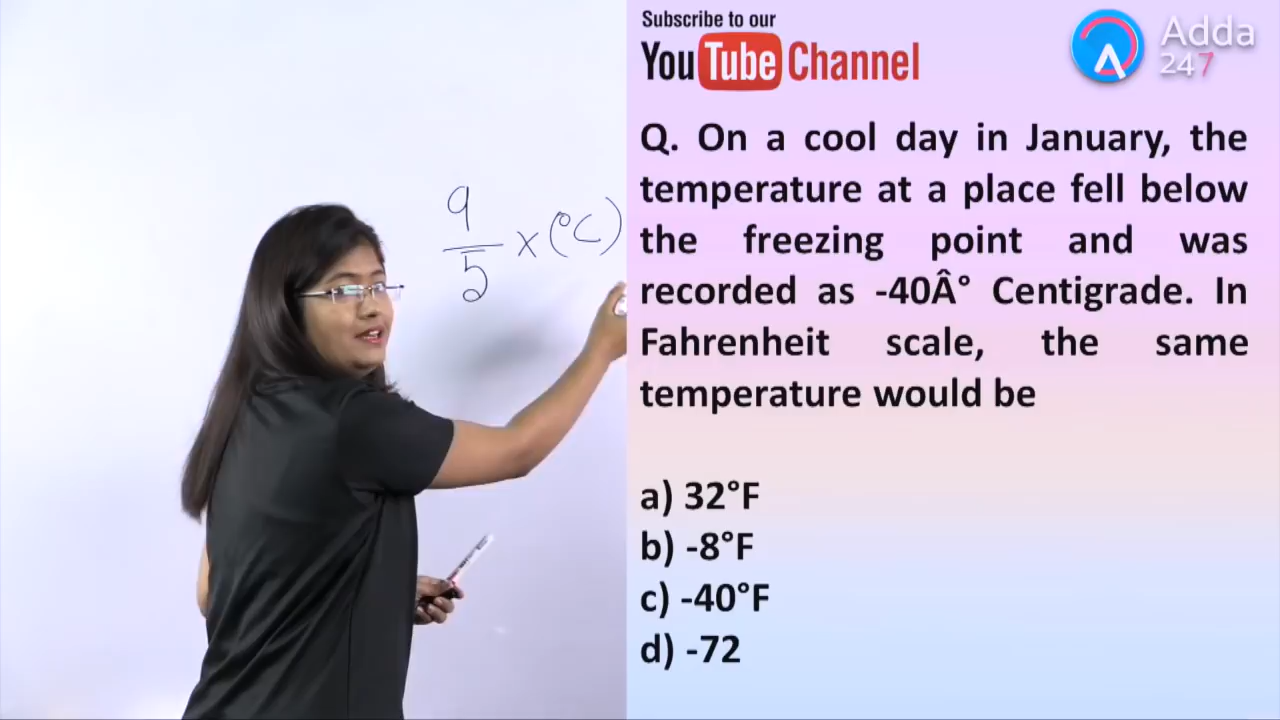 9
5 × (°C)
Subscribe to our
YouTube Channel
Adda
247
Q. On a cool day in January, the
temperature at a place fell below
the freezing point and was
recorded as -40Â° Centigrade. In
Fahrenheit scale, the same
temperature would be
a) 32°F
b) -8°F
c) -40°F
d) -72